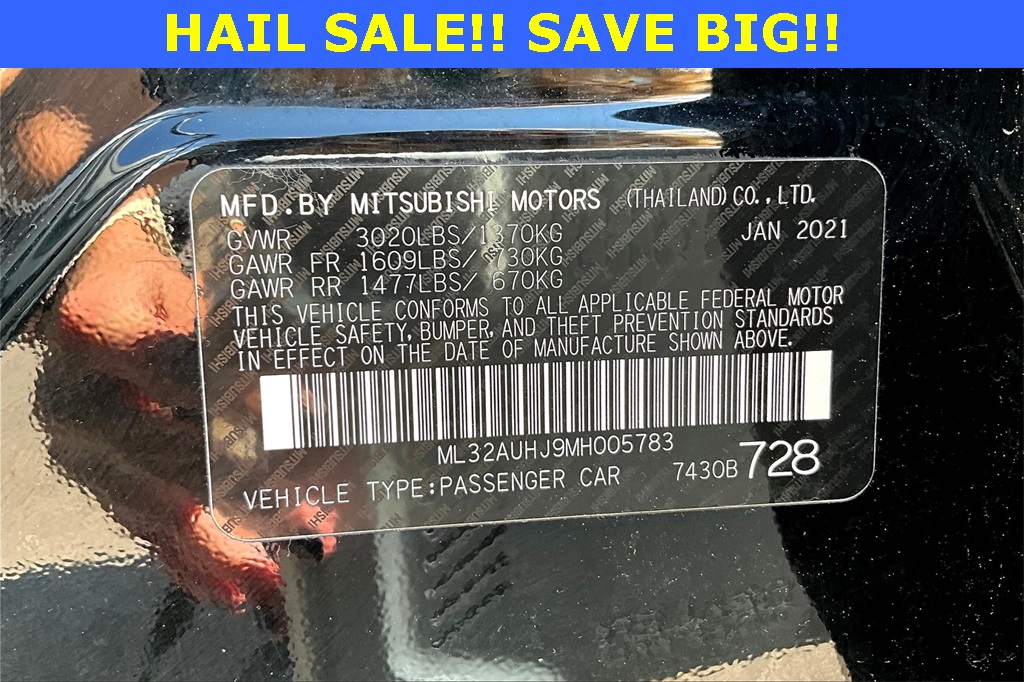 HAIL SALE!! SAVE BIG!!
MFD.BY MITSUBISHI MOTORS (THAILAND)CO.,LTD.
GVWR 3020LBS/1370KG JAN 2021
GAWR FR 1609LBS/ 730KG
GAWR RR 1477LBS/ 670KG
THIS VEHICLE CONFORMS TO ALL APPLICABLE FEDERAL MOTOR
VEHICLE SAFETY, BUMPER, AND THEFT PREVENTION STANDARDS
IN EFFECT ON THE DATE OF MANUFACTURE SHOWN ABOVE.
ML32AUHJ9MH005783
VEHICLE TYPE:PASSENGER CAR 7430B 728